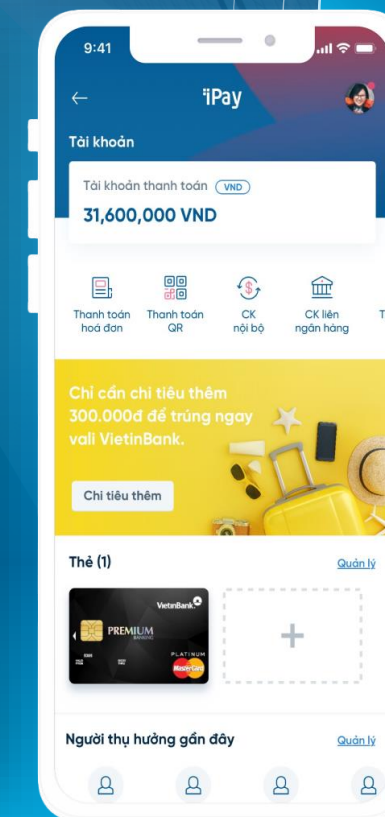 9:41
iPay
Tài khoản
Tài khoản thanh toán VND
31,600,000 VND
Thanh toán hoá đơn
Thanh toán QR
CK nội bộ
CK liên ngân hàng
T
Chỉ cần chi tiêu thêm
300.000đ để trúng ngay
vali VietinBank.
Chi tiêu thêm
Thẻ (1)
Quản lý
VietinBank
PREMIUM
BANKING
PLATINUM
MasterCard
Người thụ hưởng gần đây
Quản lý